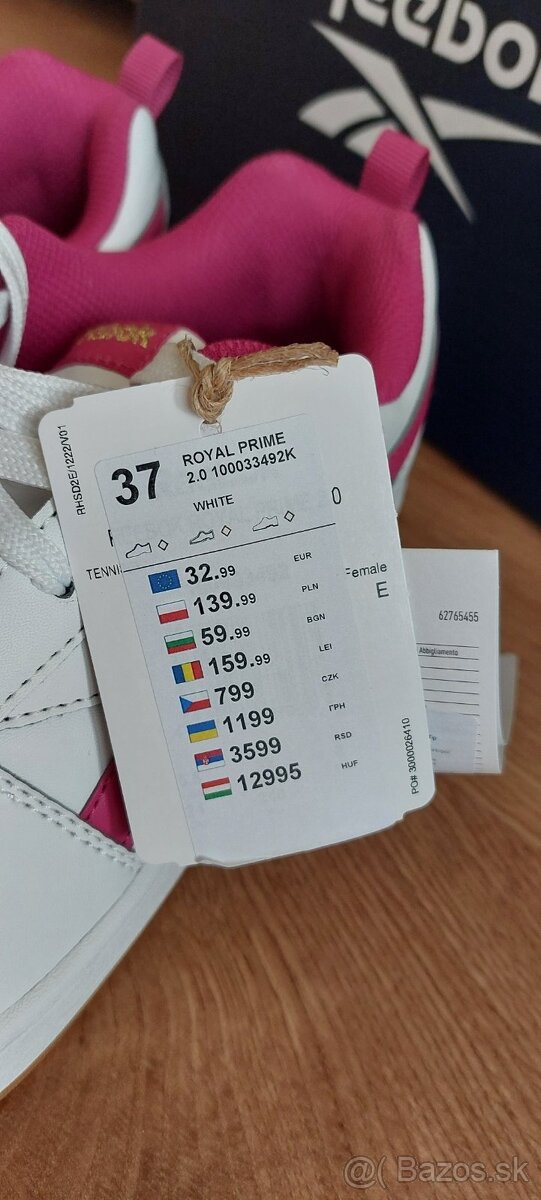 Reebok
RHSD2E/1222/V01
37 ROYAL PRIME
2.0 100033492K
WHITE
0
TENNI
Female
E
32.99 EUR
139.99 PLN
59.99 BGN
159.99 LEI
799 CZK
1199 ГРН
3599 RSD
12995 HUF
PO# 3000026410
62765455
Abbigliamento
@( Bazos.sk